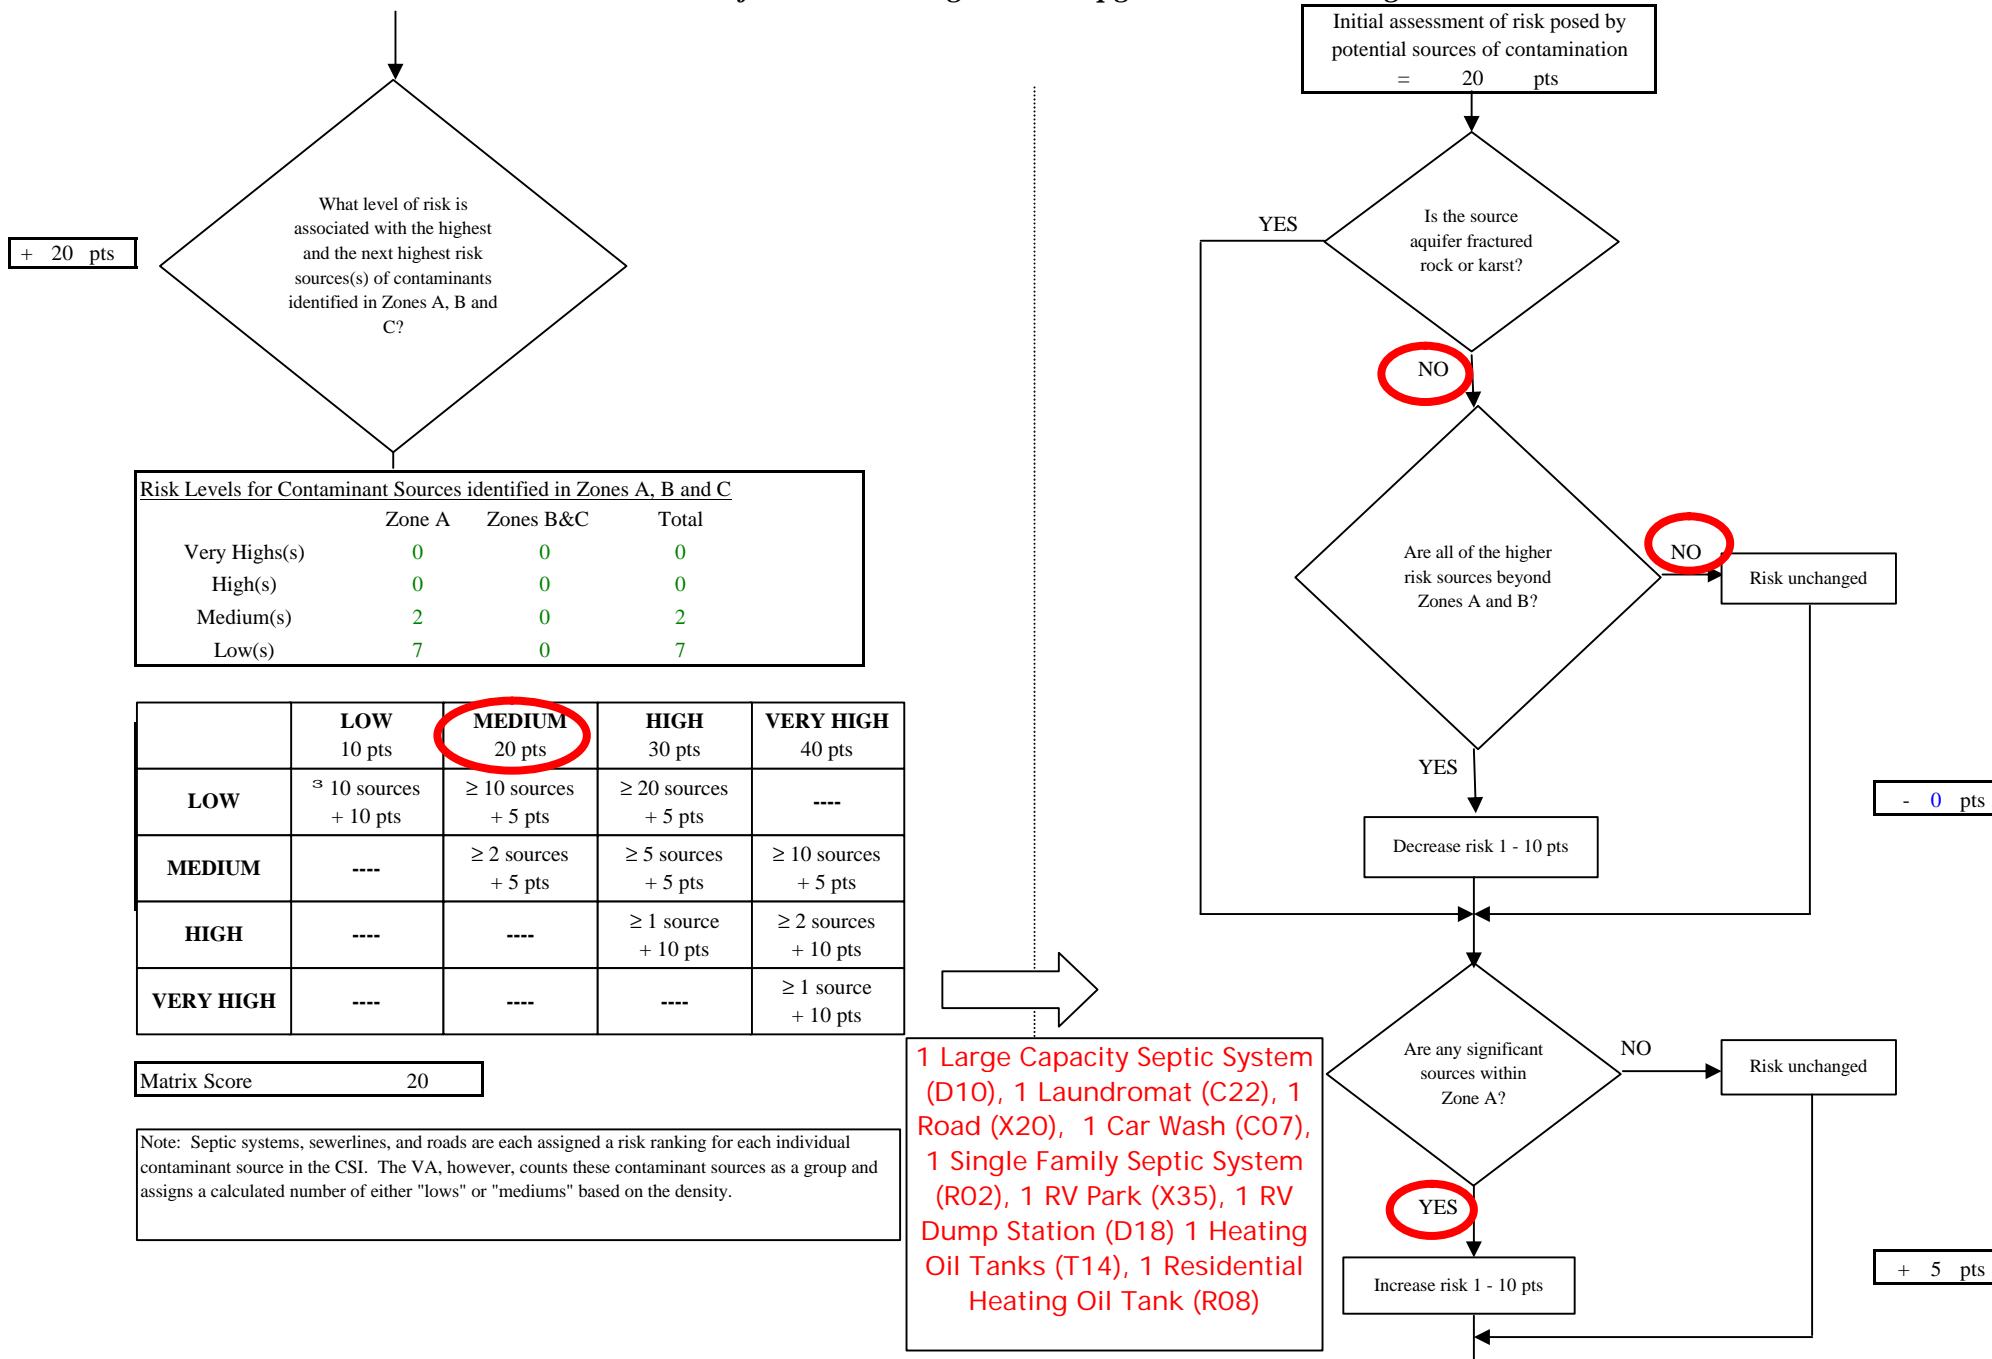 Initial assessment of risk posed by
potential sources of contamination
= 20 pts
What level of risk is
associated with the highest
and the next highest risk
sources(s) of contaminants
identified in Zones A, B and
C?
+ 20 pts
Risk Levels for Contaminant Sources identified in Zones A, B and C
Zone A Zones B&C Total
Very Highs(s) 0 0 0
High(s) 0 0 0
Medium(s) 2 0 2
Low(s) 7 0 7
LOW MEDIUM HIGH VERY HIGH
10 pts 20 pts 30 pts 40 pts
LOW ³ 10 sources ≥ 10 sources ≥ 20 sources ----
+ 10 pts + 5 pts + 5 pts
MEDIUM ---- ≥ 2 sources ≥ 5 sources ≥ 10 sources
+ 5 pts + 5 pts + 5 pts
HIGH ---- ---- ≥ 1 source ≥ 2 sources
+ 10 pts + 10 pts
VERY HIGH ---- ---- ---- ≥ 1 source
+ 10 pts
Matrix Score 20
Note: Septic systems, sewerlines, and roads are each assigned a risk ranking for each individual
contaminant source in the CSI. The VA, however, counts these contaminant sources as a group and
assigns a calculated number of either "lows" or "mediums" based on the density.
1 Large Capacity Septic System
(D10), 1 Laundromat (C22), 1
Road (X20), 1 Car Wash (C07),
1 Single Family Septic System
(R02), 1 RV Park (X35), 1 RV
Dump Station (D18) 1 Heating
Oil Tanks (T14), 1 Residential
Heating Oil Tank (R08)
Is the source
aquifer fractured
rock or karst?
YES
NO
Are all of the higher
risk sources beyond
Zones A and B?
NO
Risk unchanged
YES
Decrease risk 1 - 10 pts
- 0 pts
Are any significant
sources within
Zone A?
NO
Risk unchanged
YES
Increase risk 1 - 10 pts
+ 5 pts